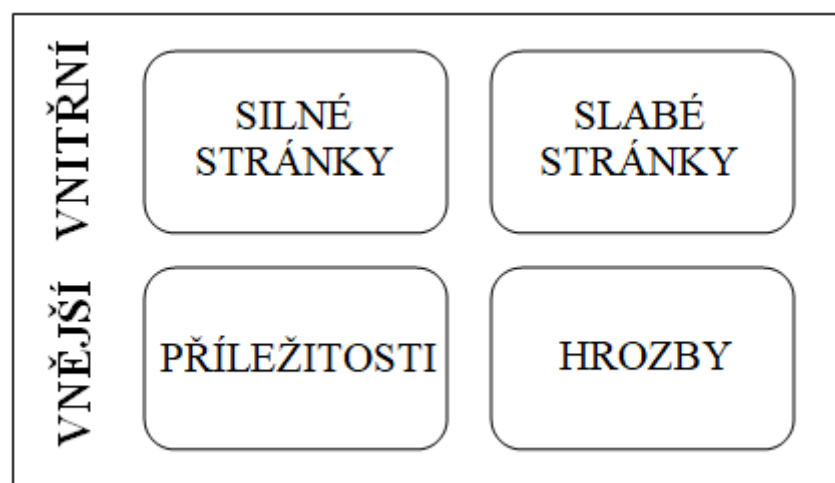 VNITŘNÍ
SILNÉ
STRÁNKY
SLABÉ
STRÁNKY
VNĚJŠÍ
PŘÍLEŽITOSTI
HROZBY